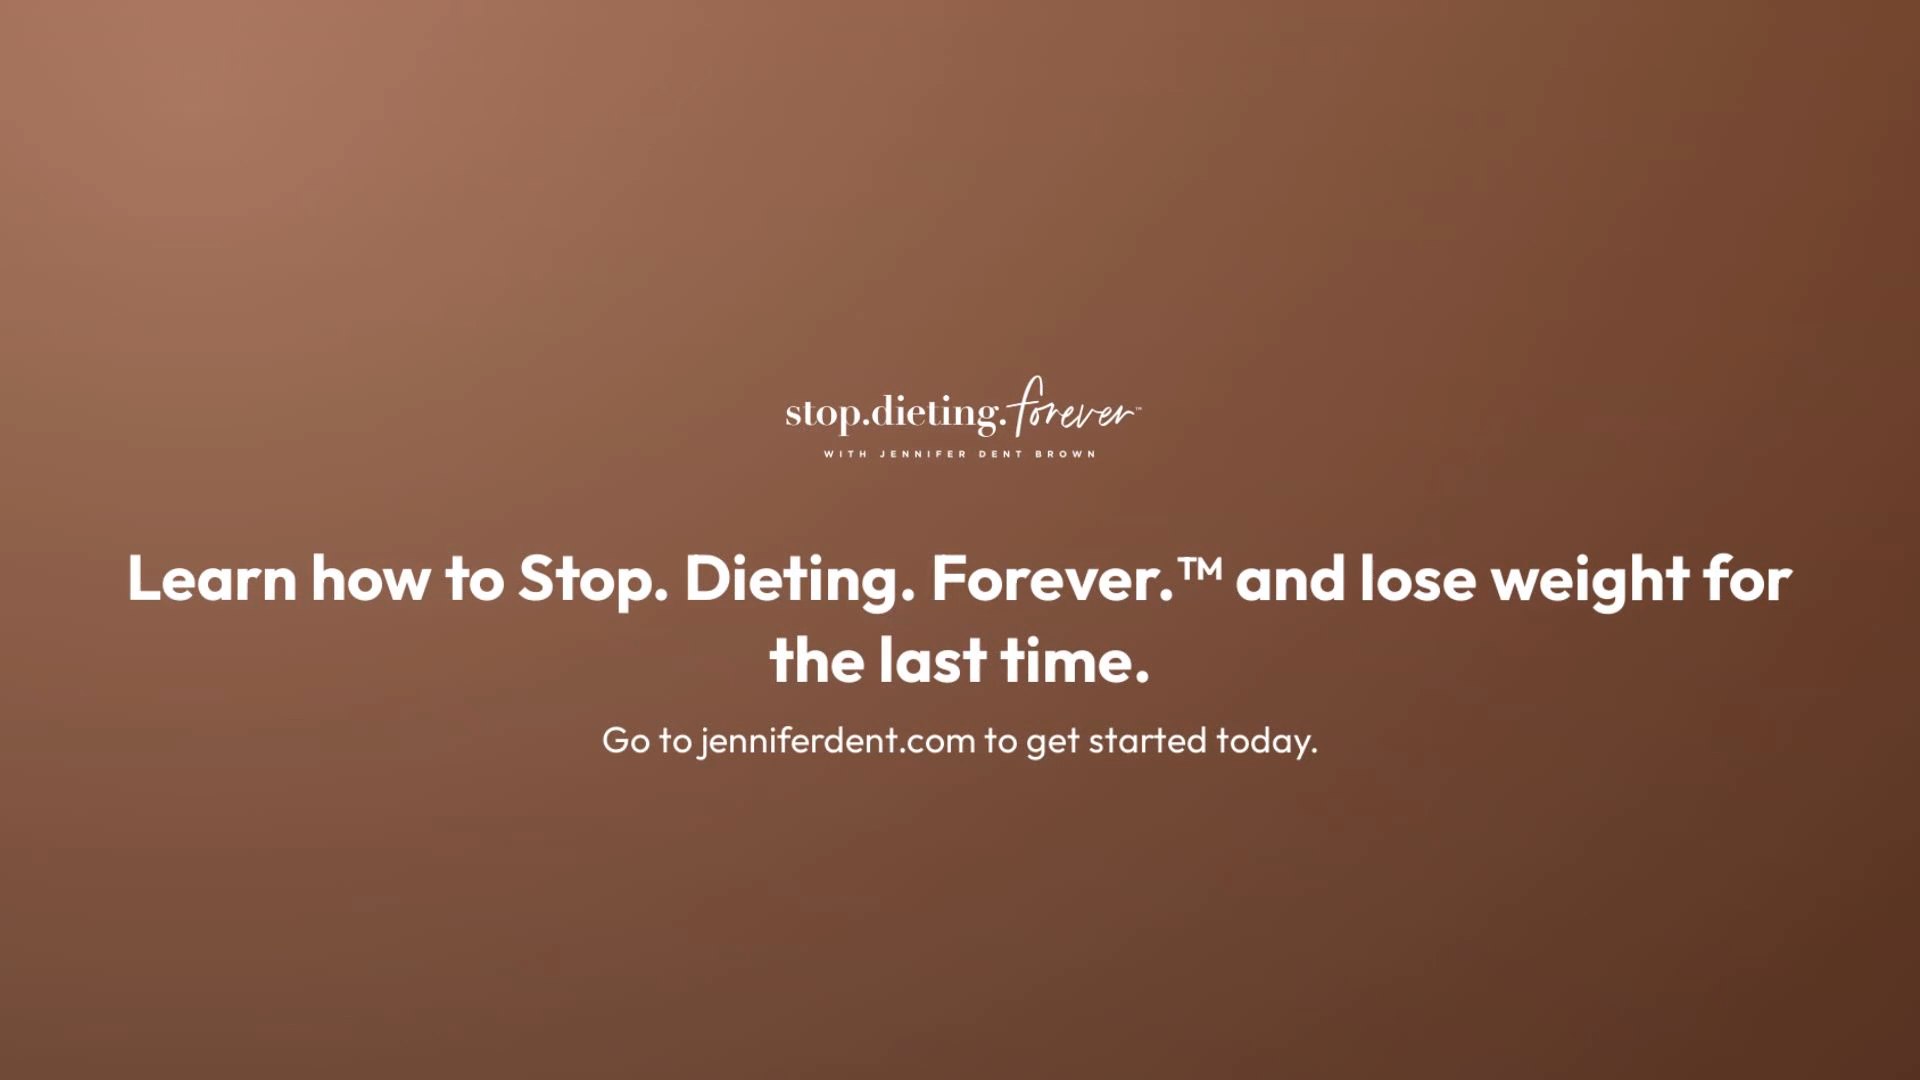 stop.dieting.forever™
WITH JENNIFER DENT BROWN
Learn how to Stop. Dieting. Forever.™ and lose weight for
the last time.
Go to jenniferdent.com to get started today.